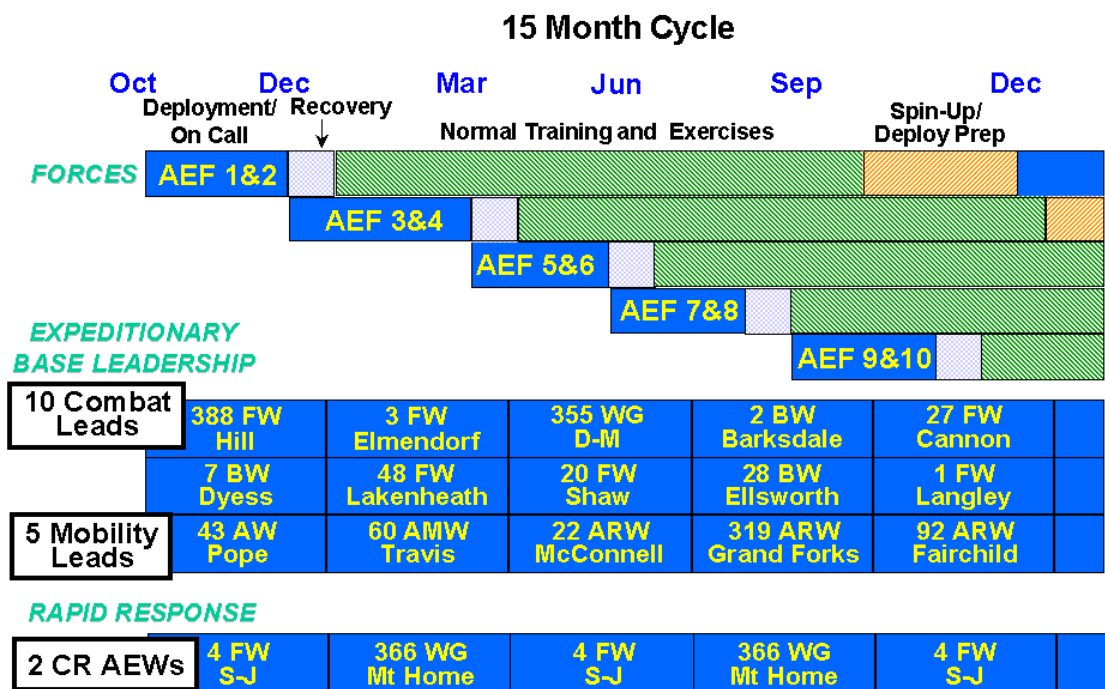 15 Month Cycle
Oct Dec Mar Jun Sep Dec
Deployment/
On Call
Recovery
Normal Training and Exercises
Spin-Up/
Deploy Prep
FORCES
AEF 1&2
AEF 3&4
AEF 5&6
AEF 7&8
AEF 9&10
EXPEDITIONARY
BASE LEADERSHIP
10 Combat
Leads
388 FW
Hill
3 FW
Elmendorf
355 WG
D-M
2 BW
Barksdale
27 FW
Cannon
7 BW
Dyess
48 FW
Lakenheath
20 FW
Shaw
28 BW
Ellsworth
1 FW
Langley
5 Mobility
Leads
43 AW
Pope
60 AMW
Travis
22 ARW
McConnell
319 ARW
Grand Forks
92 ARW
Fairchild
RAPID RESPONSE
2 CR AEWs
4 FW
S-J
366 WG
Mt Home
4 FW
S-J
366 WG
Mt Home
4 FW
S-J